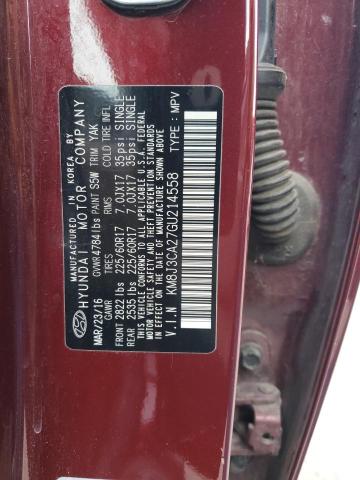 MANUFACTURED IN KOREA BY
HYUNDAI MOTOR COMPANY
MAR/23/16 GVWR 4784 lbs PAINT S5W TRIM YAK
GAWR RIMS COLD TIRE INFL
FRONT 2822 lbs 225/60R17 7.0JX17 35psi SINGLE
REAR 2535 lbs 225/60R17 7.0JX17 35psi SINGLE
THIS VEHICLE CONFORMS TO ALL APPLICABLE U.S.A. FEDERAL
MOTOR VEHICLE SAFETY, BUMPER, AND THEFT PREVENTION
STANDARDS IN EFFECT ON THE DATE OF MANUFACTURE
SHOWN ABOVE.
V.I.N : KM8J3CA27GU214558 TYPE : MPV